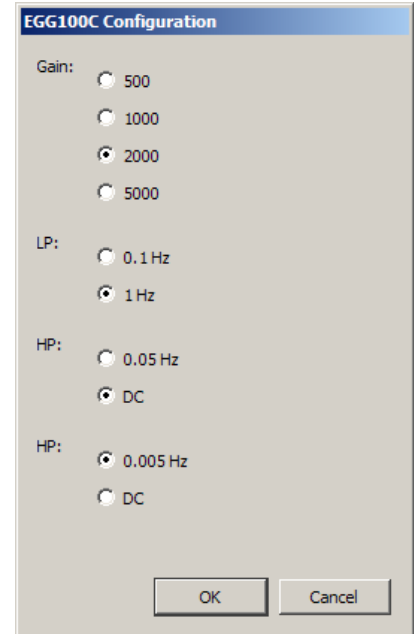 EGG100C Configuration
Gain:
500
1000
2000
5000
LP:
0.1 Hz
1 Hz
HP:
0.05 Hz
DC
HP:
0.005 Hz
DC
OK Cancel